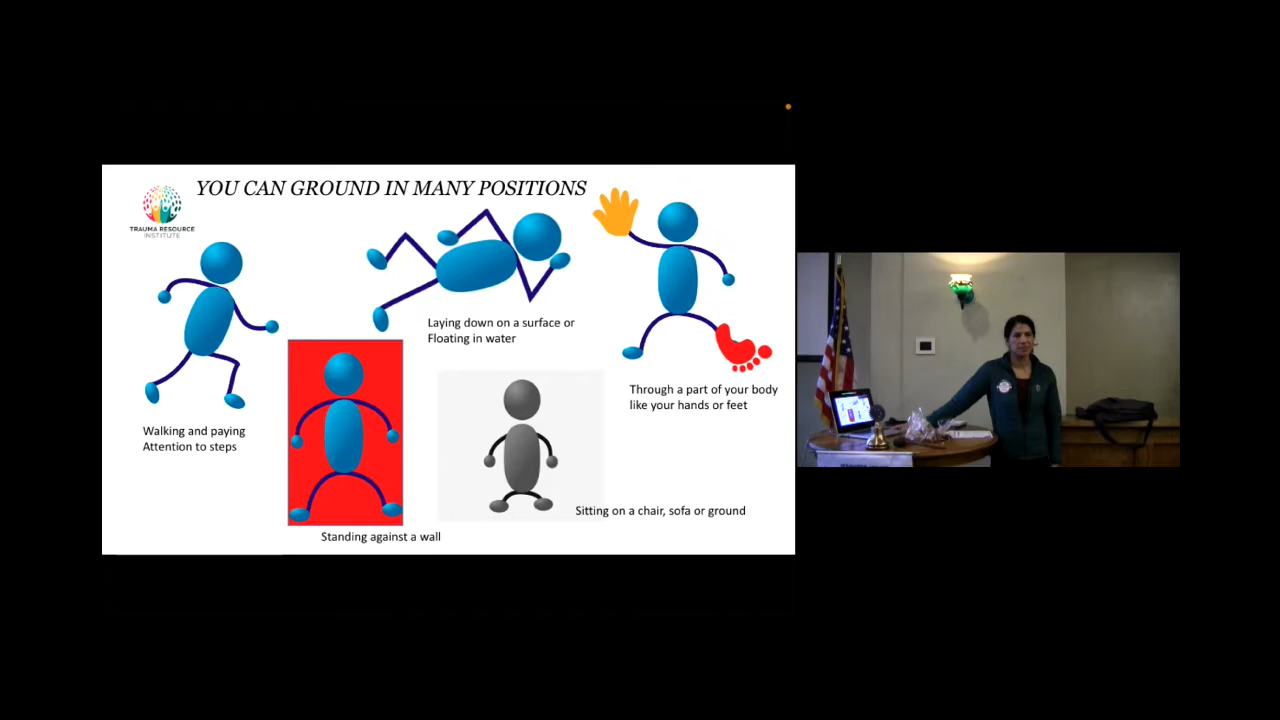 YOU CAN GROUND IN MANY POSITIONS
TRAUMA RESOURCE
INSTITUTE
Laying down on a surface or
Floating in water
Through a part of your body
like your hands or feet
Walking and paying
Attention to steps
Sitting on a chair, sofa or ground
Standing against a wall